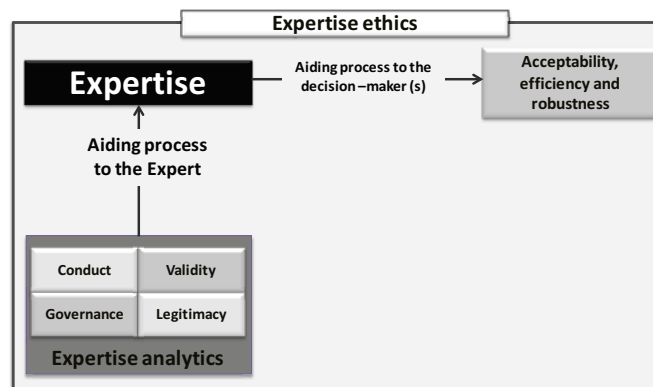 Expertise ethics
Expertise
Aiding process to the
decision –maker (s)
Acceptability,
efficiency and
robustness
Aiding process
to the Expert
Conduct
Validity
Governance
Legitimacy
Expertise analytics